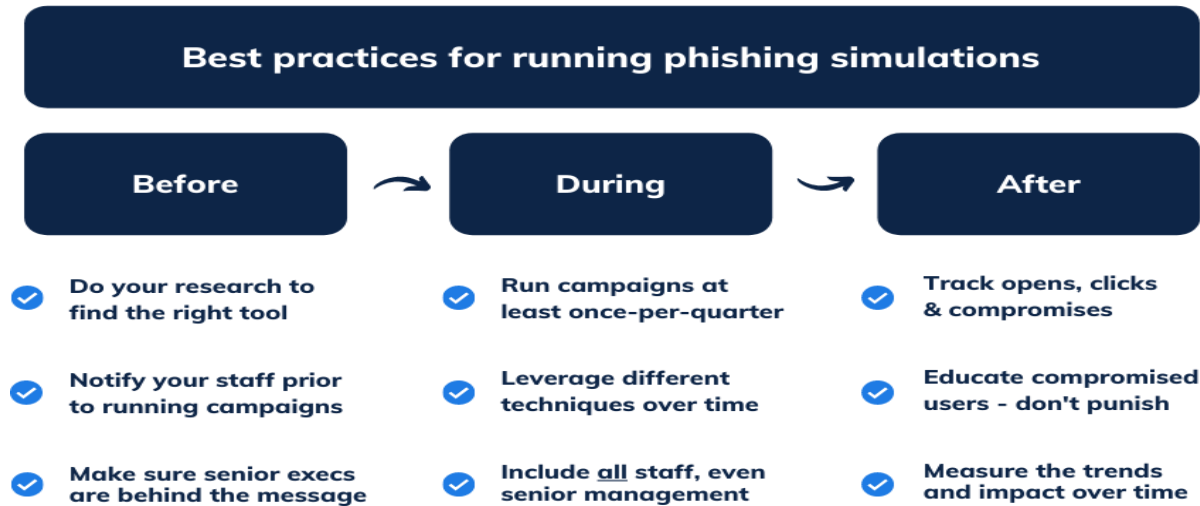 Best practices for running phishing simulations
Before
During
After
Do your research to
find the right tool
Notify your staff prior
to running campaigns
Make sure senior execs
are behind the message
Run campaigns at
least once-per-quarter
Leverage different
techniques over time
Include all staff, even
senior management
Track opens, clicks
& compromises
Educate compromised
users - don't punish
Measure the trends
and impact over time